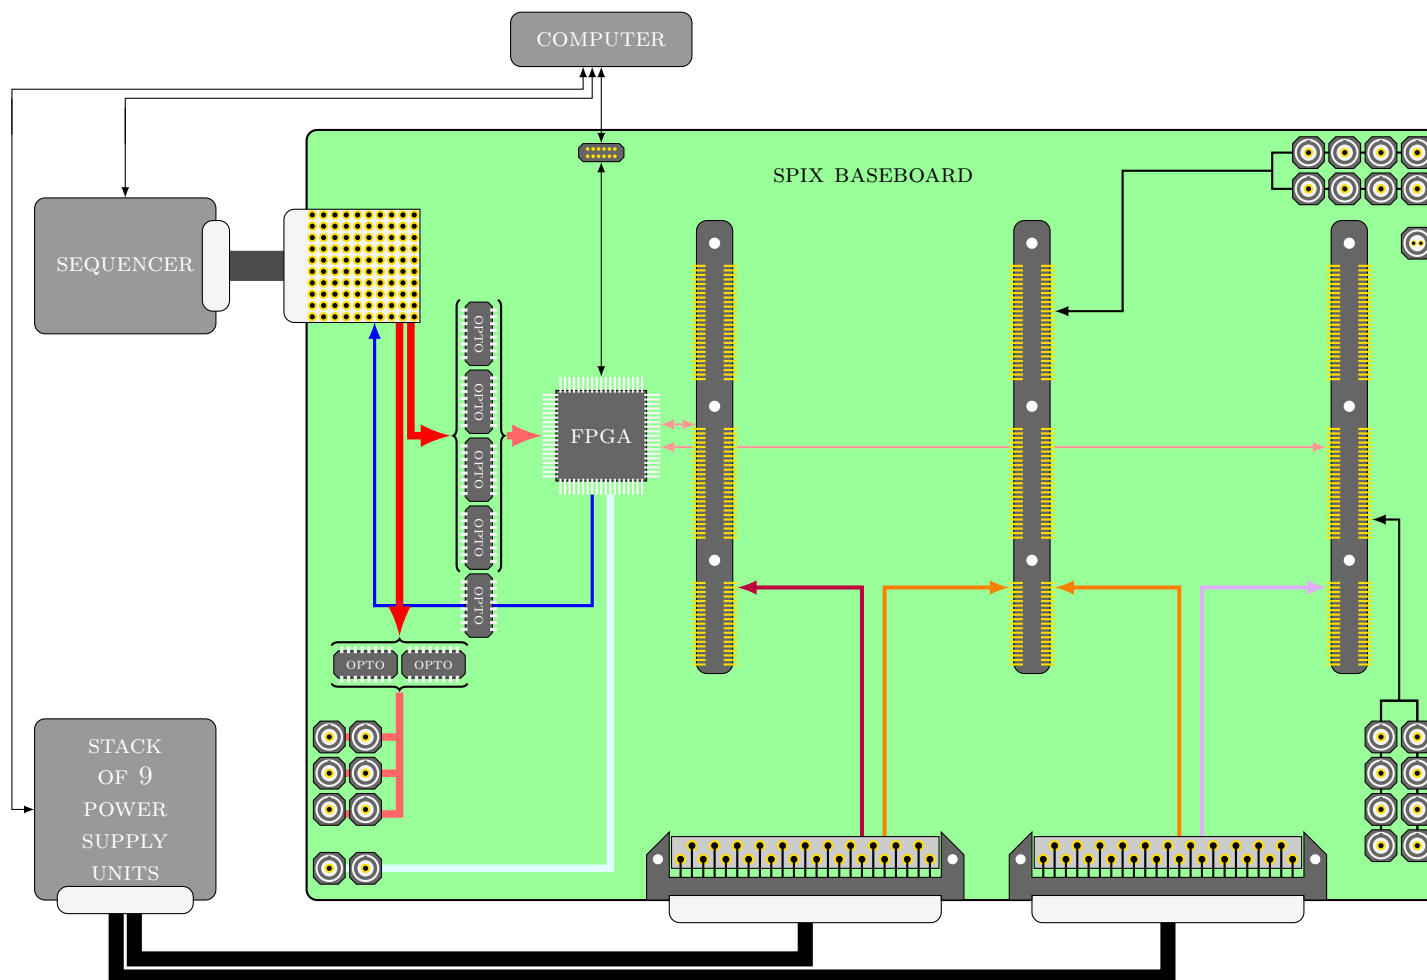 COMPUTER
SPIX BASEBOARD
SEQUENCER
OPTO
OPTO
OPTO
OPTO
OPTO
FPGA
OPTO
OPTO
STACK
OF 9
POWER
SUPPLY
UNITS